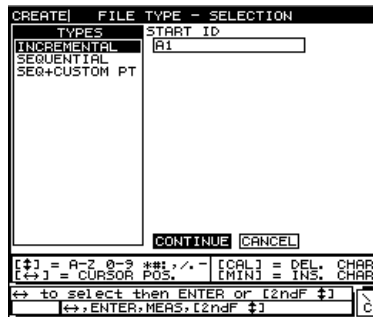 CREATE| FILE TYPE - SELECTION
TYPES
INCREMENTAL
SEQUENTIAL
SEQ+CUSTOM PT
START ID
A1
CONTINUE CANCEL
[↕] = A-Z 0-9 *#:,/.-
[↔] = CURSOR POS.
[CAL] = DEL. CHAR
[MIN] = INS. CHAR
↔ to select then ENTER or [2ndF ↕]
↔,ENTER,MEAS,[2ndF ↕]